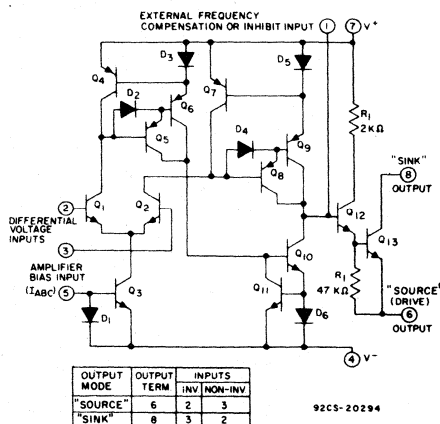 EXTERNAL FREQUENCY
COMPENSATION OR INHIBIT INPUT
1
7 V+
D3
D5
Q4
Q7
D2
Q6
R1
2 KΩ
Q5
D4
Q9
"SINK"
8
OUTPUT
Q8
2
Q1
Q2
Q12
DIFFERENTIAL
VOLTAGE
INPUTS
Q13
3
Q10
AMPLIFIER
BIAS INPUT
(IABC) 5
Q3
Q11
R1
47 KΩ
"SOURCE"
(DRIVE)
6
OUTPUT
D1
D6
4 V-
OUTPUT MODE OUTPUT TERM INPUTS
INV NON-INV
"SOURCE" 6 2 3
"SINK" 8 3 2
92CS-20294